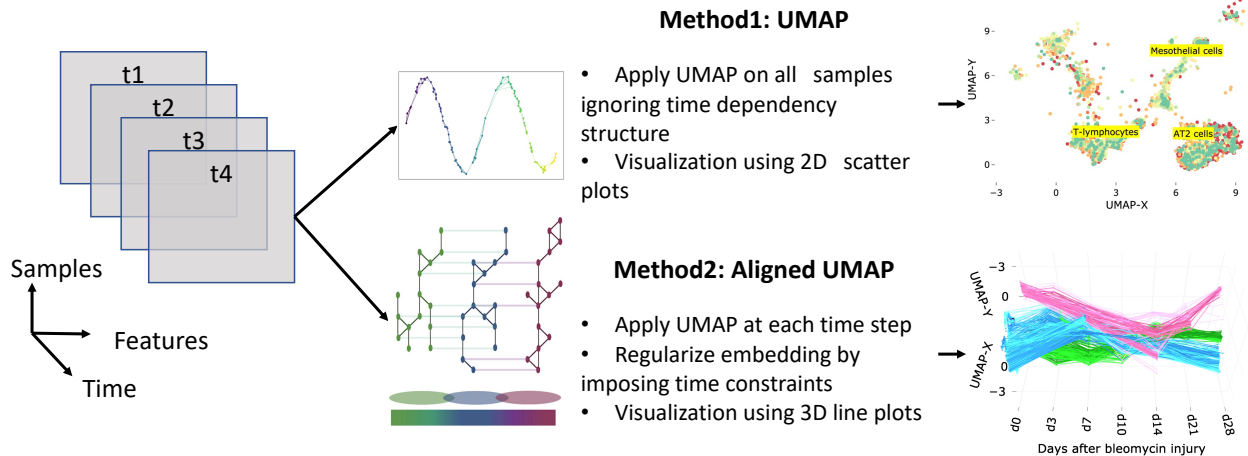 t1
t2
t3
t4
Samples
Features
Time
Method1: UMAP
• Apply UMAP on all samples
ignoring time dependency
structure
• Visualization using 2D scatter
plots
Method2: Aligned UMAP
• Apply UMAP at each time step
• Regularize embedding by
imposing time constraints
• Visualization using 3D line plots
UMAP-Y
9
6
3
0
−3
0
3
6
9
UMAP-X
Mesothelial cells
T-lymphocytes
AT2 cells
−3
0
UMAP-Y
UMAP-X
0
−3
d0
d3
d7
d10
d14
d21
d28
Days after bleomycin injury